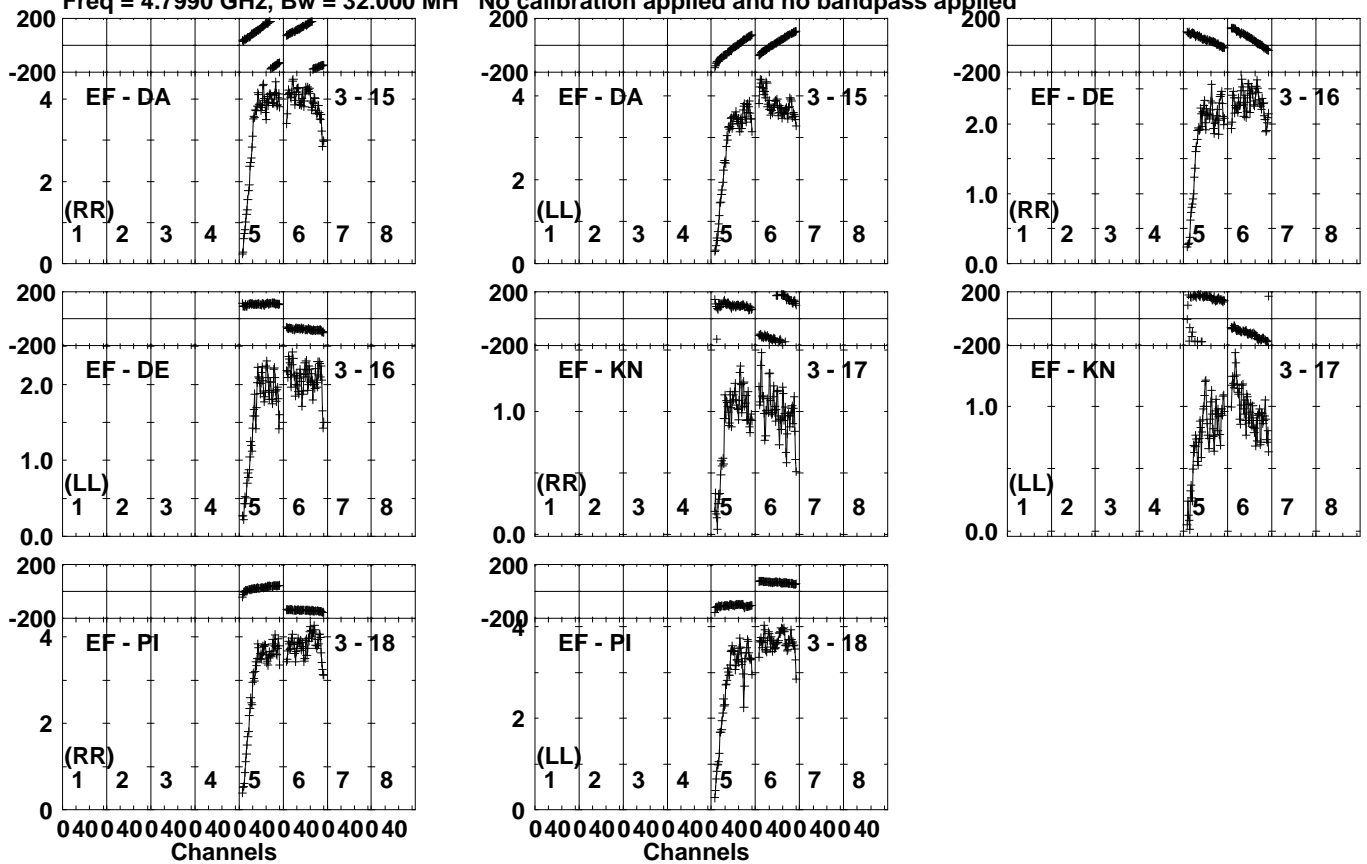 Freq = 4.7990 GHz, Bw = 32.000 MH No calibration applied and no bandpass applied
200 200 200
-200 -200 -200
EF - DA 3 - 15 EF - DA 3 - 15 EF - DE 3 - 16
4 4 2.0
2 2 1.0
(RR) (LL) (RR)
1 2 3 4 5 6 7 8 1 2 3 4 5 6 7 8 1 2 3 4 5 6 7 8
0 0 0.0
200 200 200
-200 -200 -200
EF - DE 3 - 16 EF - KN 3 - 17 EF - KN 3 - 17
2.0 1.0 1.0
1.0
(LL) (RR) (LL)
1 2 3 4 5 6 7 8 1 2 3 4 5 6 7 8 1 2 3 4 5 6 7 8
0.0 0.0 0.0
200 200
-200 -200
EF - PI 3 - 18 EF - PI 3 - 18
4 4
2 2
(RR) (LL)
1 2 3 4 5 6 7 8 1 2 3 4 5 6 7 8
0 0
0 40 0 40 0 40 0 40 0 40 0 40 0 40 0 40 0 40 0 40 0 40 0 40 0 40 0 40 0 40 0 40
Channels Channels